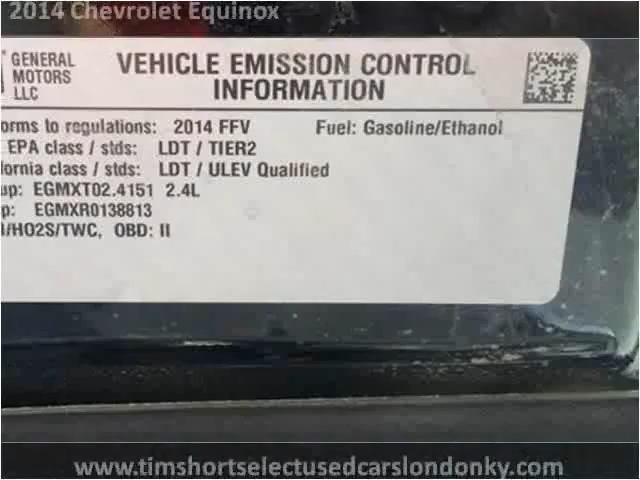 2014 Chevrolet Equinox
GENERAL
MOTORS
LLC
VEHICLE EMISSION CONTROL
INFORMATION
orms to regulations: 2014 FFV Fuel: Gasoline/Ethanol
EPA class / stds: LDT / TIER2
ifornia class / stds: LDT / ULEV Qualified
up: EGMXT02.4151 2.4L
p: EGMXR0138813
/HO2S/TWC, OBD: II
www.timshortselectusedcarslondonky.com